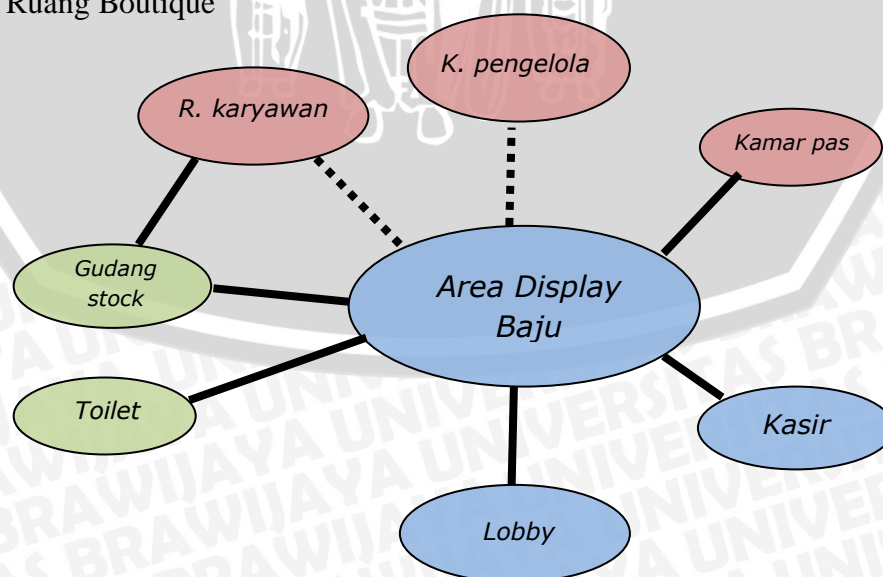 Ruang Boutique
K. pengelola
R. karyawan
Kamar pas
Gudang
stock
Area Display
Baju
Toilet
Kasir
Lobby